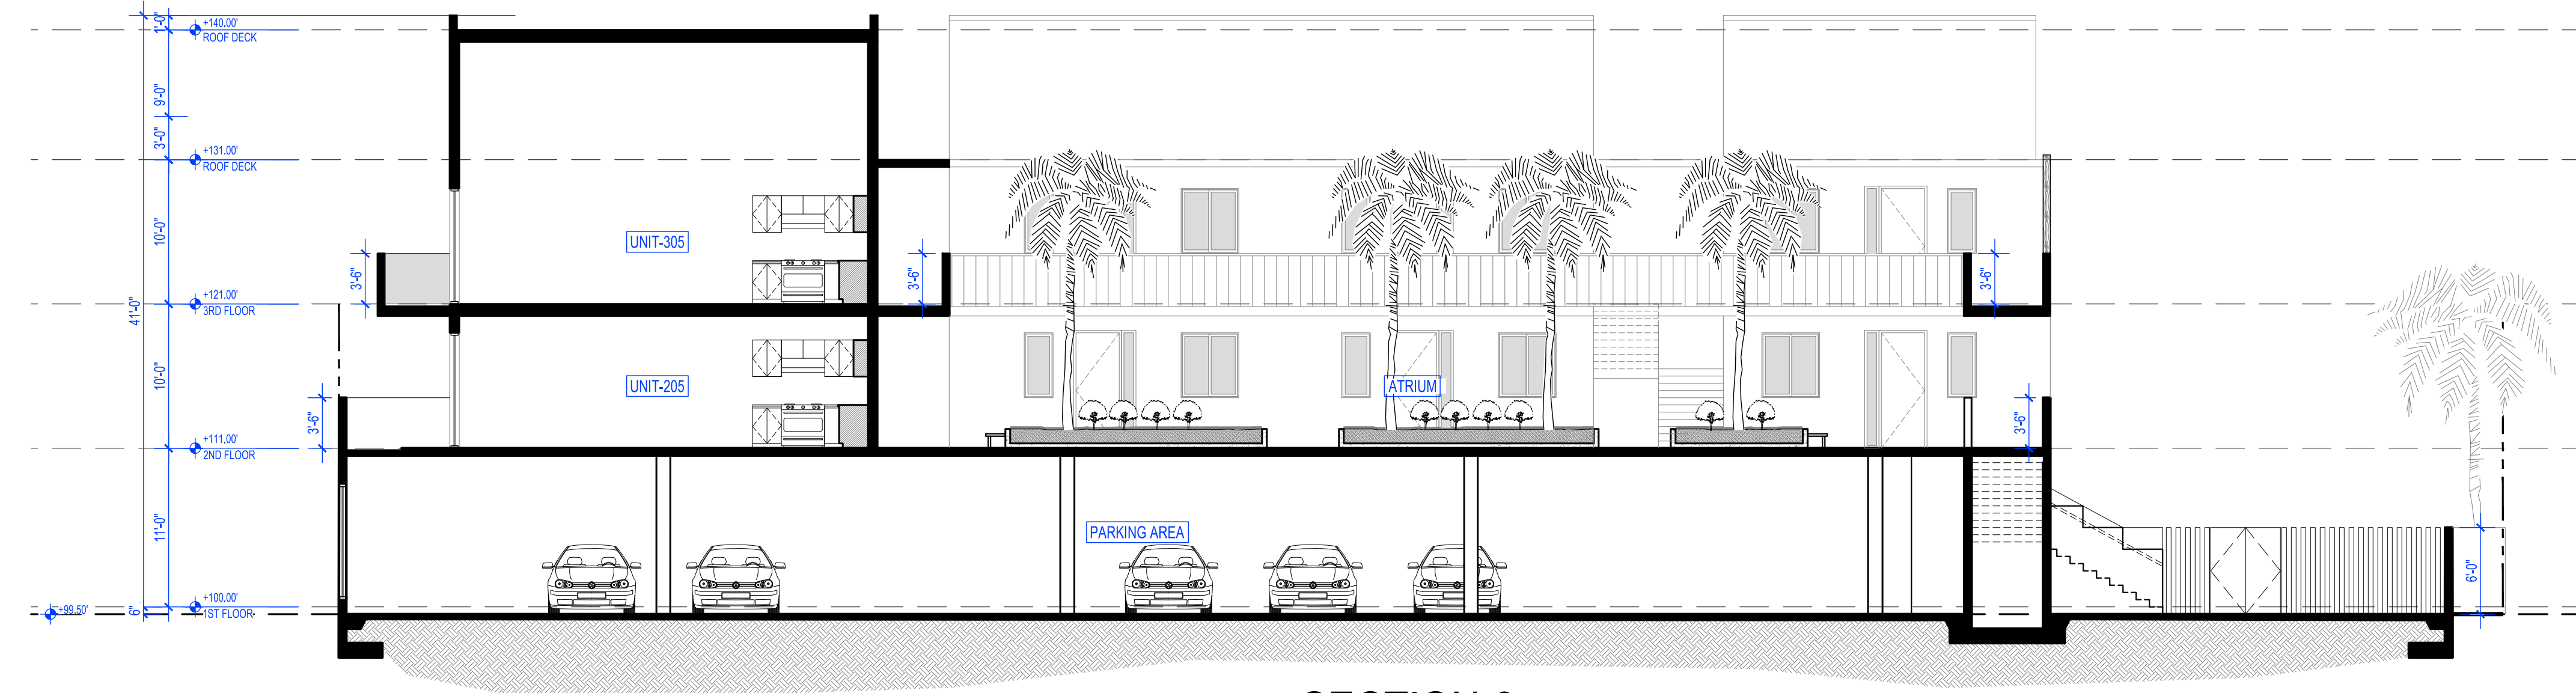 +140.00'
ROOF DECK
1'-0"
9'-0"
3'-0"
+131.00'
ROOF DECK
10'-0"
UNIT-305
3'-6"
3'-6"
3'-6"
41'-0"
+121.00'
3RD FLOOR
10'-0"
UNIT-205
ATRIUM
3'-6"
3'-6"
+111.00'
2ND FLOOR
11'-0"
PARKING AREA
6'-0"
+100.00'
1ST FLOOR
+99.50'
6"